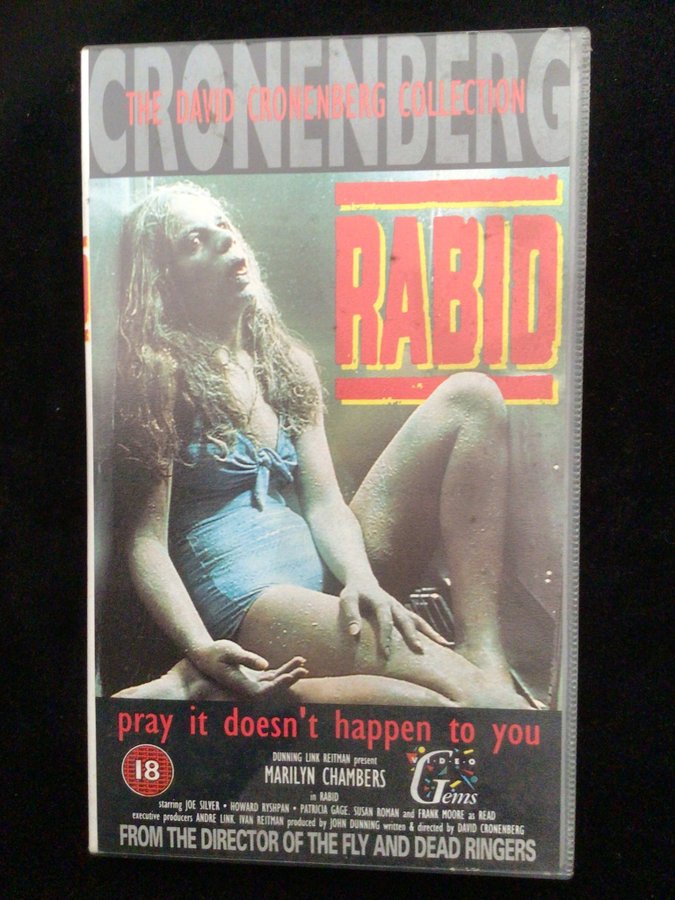 CRONENBERG
THE DAVID CRONENBERG COLLECTION
RABID
pray it doesn't happen to you
18
DUNNING LINK REITMAN present
MARILYN CHAMBERS
in RABID
VIDEO
Gems
starring JOE SILVER • HOWARD RYSHPAN • PATRICIA GAGE, SUSAN ROMAN and FRANK MOORE as READ
executive producers ANDRE LINK, IVAN REITMAN produced by JOHN DUNNING written & directed by DAVID CRONENBERG
FROM THE DIRECTOR OF THE FLY AND DEAD RINGERS